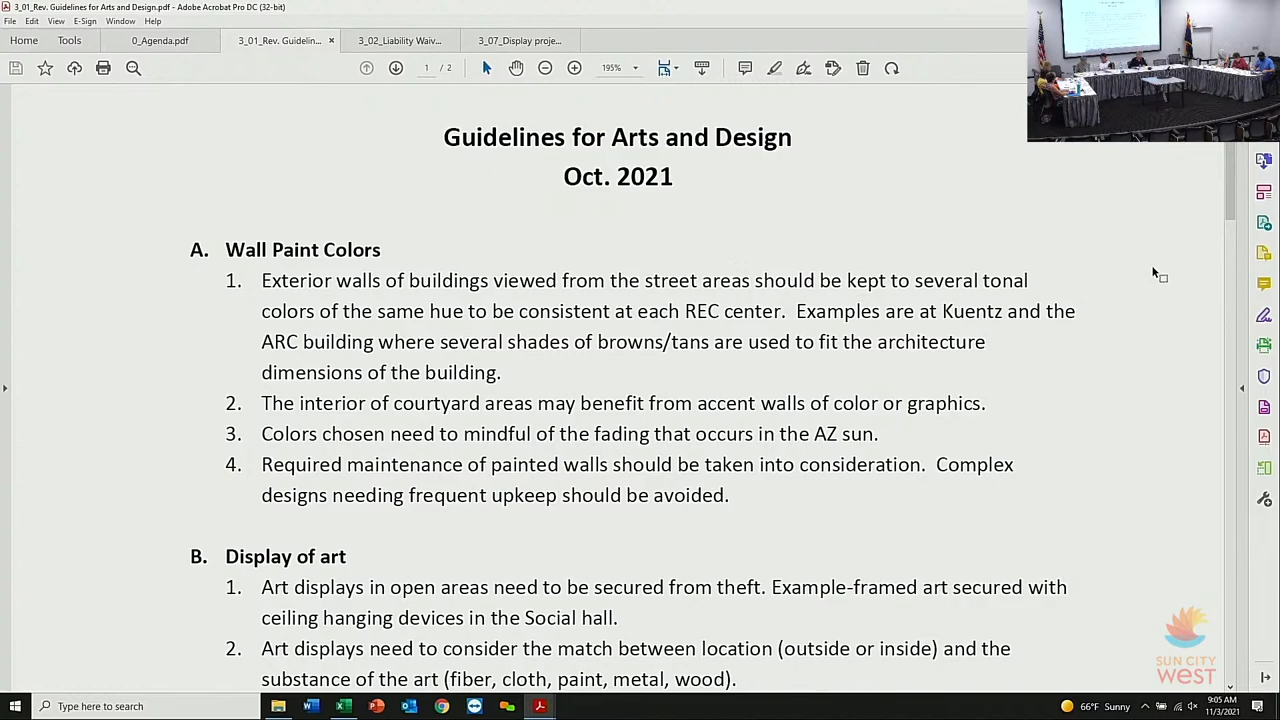 3_01_Rev. Guidelines for Arts and Design.pdf - Adobe Acrobat Pro DC (32-bit)
File Edit View E-Sign Window Help
Home Tools 0_Agenda.pdf 3_01_Rev. Guidelin... × 3_02_Liability Waiv... 3_07_Display proje...
1 / 2 195%
Guidelines for Arts and Design
Oct. 2021
A. Wall Paint Colors
1. Exterior walls of buildings viewed from the street areas should be kept to several tonal
colors of the same hue to be consistent at each REC center. Examples are at Kuentz and the
ARC building where several shades of browns/tans are used to fit the architecture
dimensions of the building.
2. The interior of courtyard areas may benefit from accent walls of color or graphics.
3. Colors chosen need to mindful of the fading that occurs in the AZ sun.
4. Required maintenance of painted walls should be taken into consideration. Complex
designs needing frequent upkeep should be avoided.
B. Display of art
1. Art displays in open areas need to be secured from theft. Example-framed art secured with
ceiling hanging devices in the Social hall.
2. Art displays need to consider the match between location (outside or inside) and the
substance of the art (fiber, cloth, paint, metal, wood).
SUN CITY
WEST
Type here to search
66°F Sunny
9:05 AM
11/3/2021